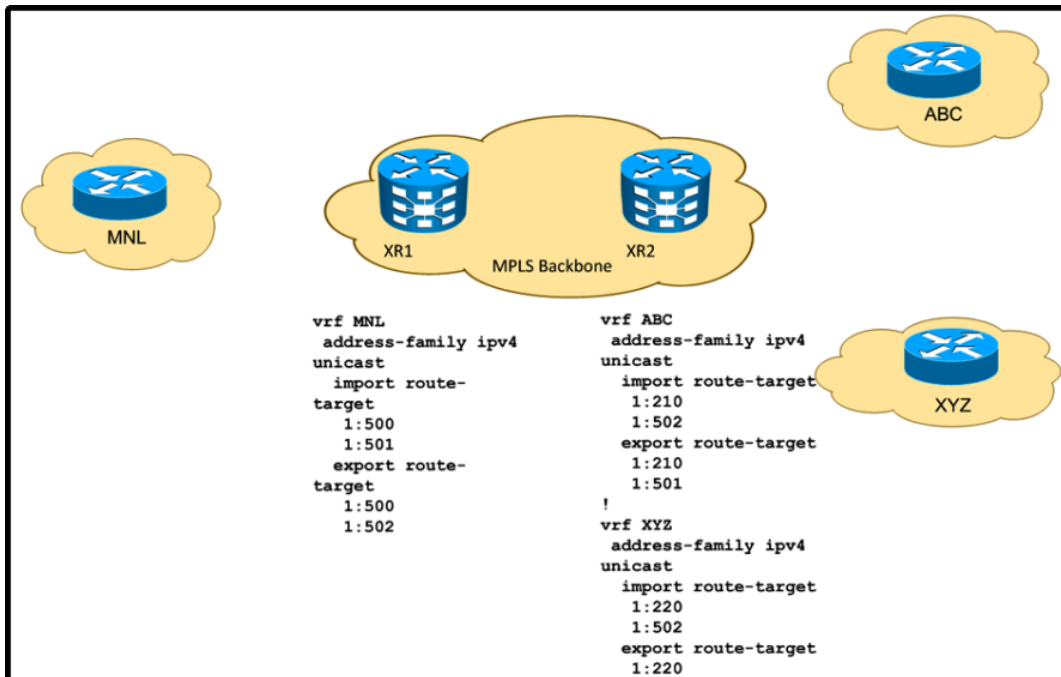 ABC
MNL
XR1
XR2
MPLS Backbone
XYZ
vrf MNL
address-family ipv4
unicast
import route-
target
1:500
1:501
export route-
target
1:500
1:502
vrf ABC
address-family ipv4
unicast
import route-target
1:210
1:502
export route-target
1:210
1:501
!
vrf XYZ
address-family ipv4
unicast
import route-target
1:220
1:502
export route-target
1:220